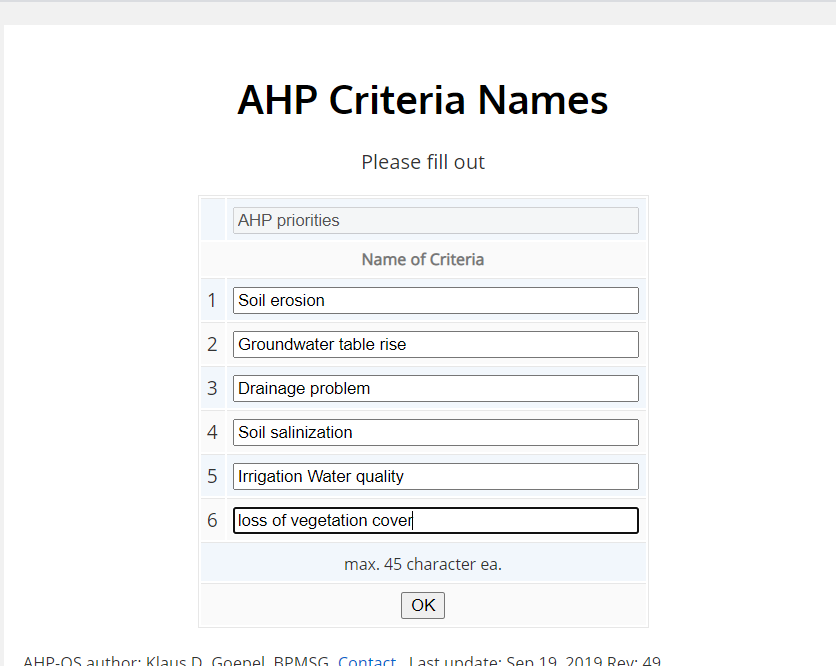 AHP Criteria Names
Please fill out
AHP priorities
Name of Criteria
1 Soil erosion
2 Groundwater table rise
3 Drainage problem
4 Soil salinization
5 Irrigation Water quality
6 loss of vegetation cover
max. 45 character ea.
OK
AHP-OS author: Klaus D. Goepel, BPMSG. Contact Last update: Sep 19, 2019 Rev: 49